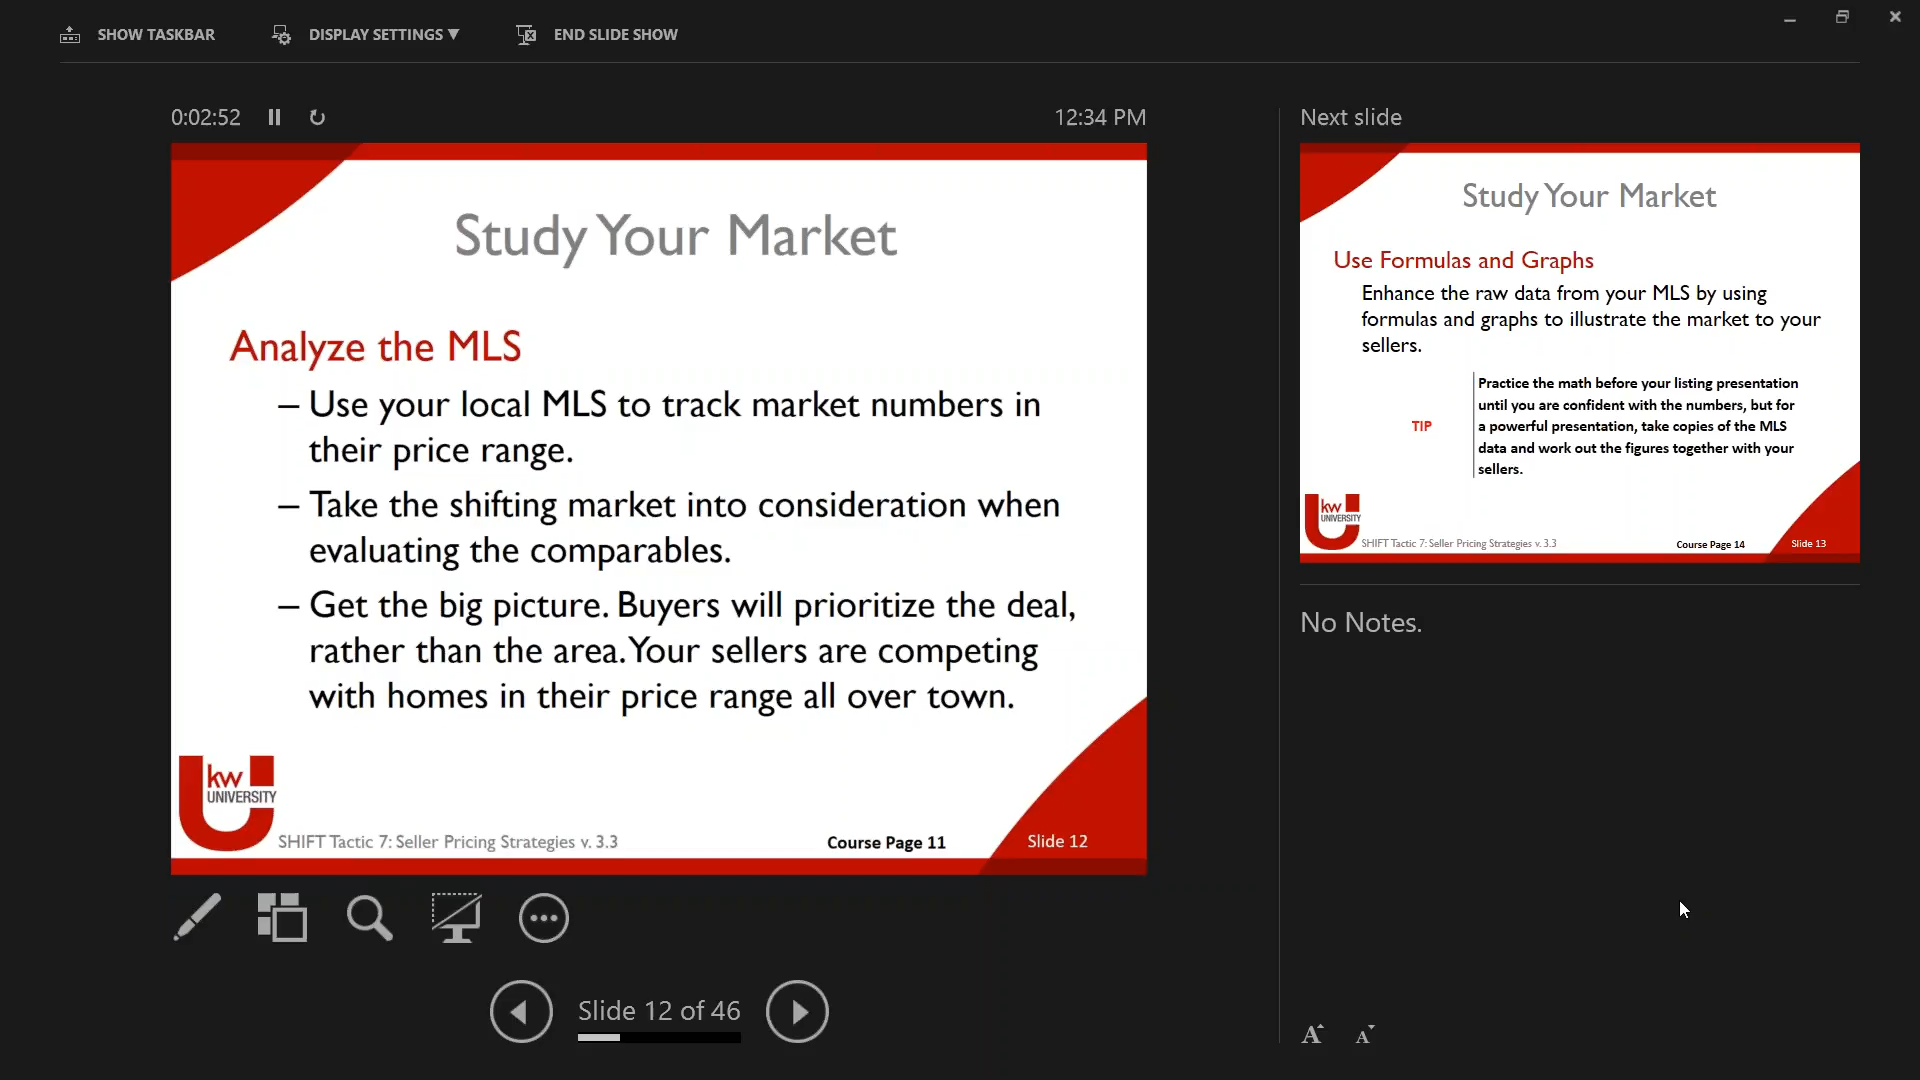 SHOW TASKBAR
DISPLAY SETTINGS ▼
END SLIDE SHOW
0:02:52
12:34 PM
Study Your Market
Analyze the MLS
– Use your local MLS to track market numbers in
their price range.
– Take the shifting market into consideration when
evaluating the comparables.
– Get the big picture. Buyers will prioritize the deal,
rather than the area. Your sellers are competing
with homes in their price range all over town.
kw
UNIVERSITY
SHIFT Tactic 7: Seller Pricing Strategies v. 3.3
Course Page 11
Slide 12
Slide 12 of 46
Next slide
Study Your Market
Use Formulas and Graphs
Enhance the raw data from your MLS by using
formulas and graphs to illustrate the market to your
sellers.
TIP
Practice the math before your listing presentation
until you are confident with the numbers, but for
a powerful presentation, take copies of the MLS
data and work out the figures together with your
sellers.
kw
UNIVERSITY
SHIFT Tactic 7: Seller Pricing Strategies v. 3.3
Course Page 14
Slide 13
No Notes.
A A